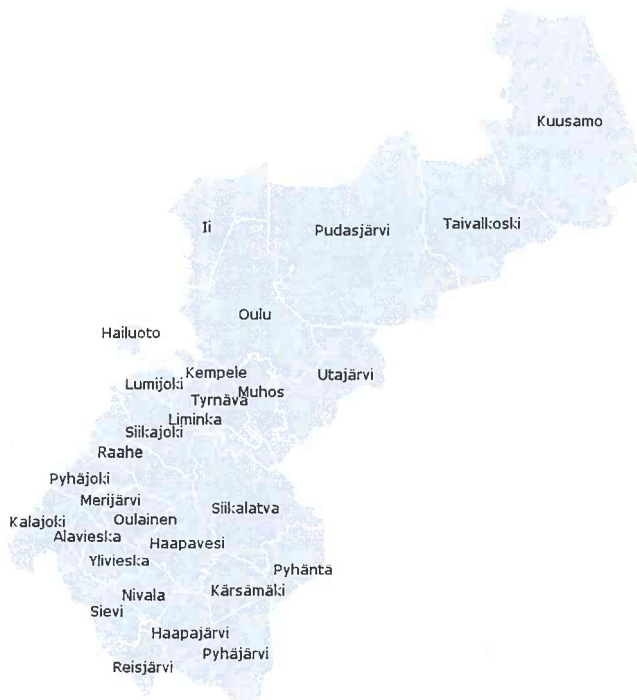 Kuusamo
Ii
Pudasjärvi
Taivalkoski
Oulu
Hailuoto
Kempele
Utajärvi
Lumijoki
Muhos
Tyrnävä
Liminka
Siikajoki
Raahe
Pyhäjoki
Merijärvi
Siikalatva
Kalajoki
Oulainen
Alavieska
Haapavesi
Ylivieska
Pyhäntä
Kärsämäki
Nivala
Sievi
Haapajärvi
Pyhäjärvi
Reisjärvi